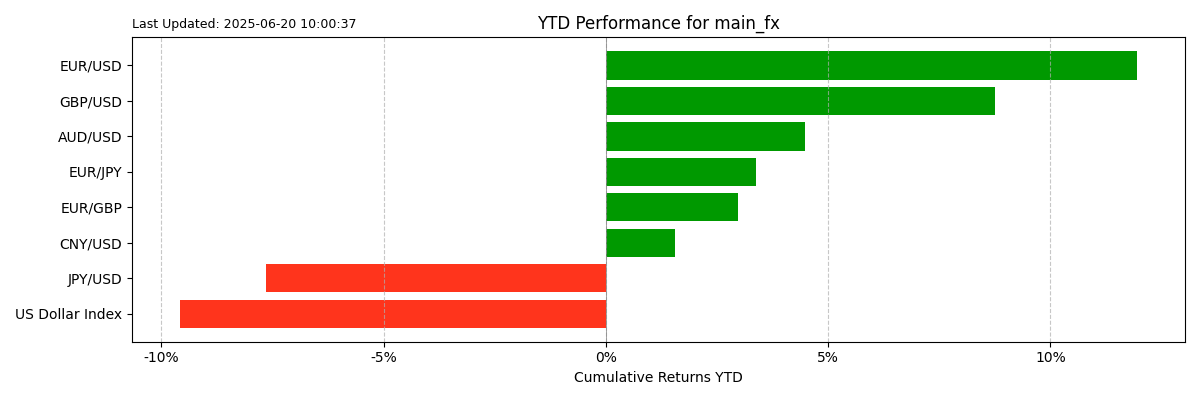 Last Updated: 2025-06-20 10:00:37
YTD Performance for main_fx
EUR/USD
GBP/USD
AUD/USD
EUR/JPY
EUR/GBP
CNY/USD
JPY/USD
US Dollar Index
-10% -5% 0% 5% 10%
Cumulative Returns YTD